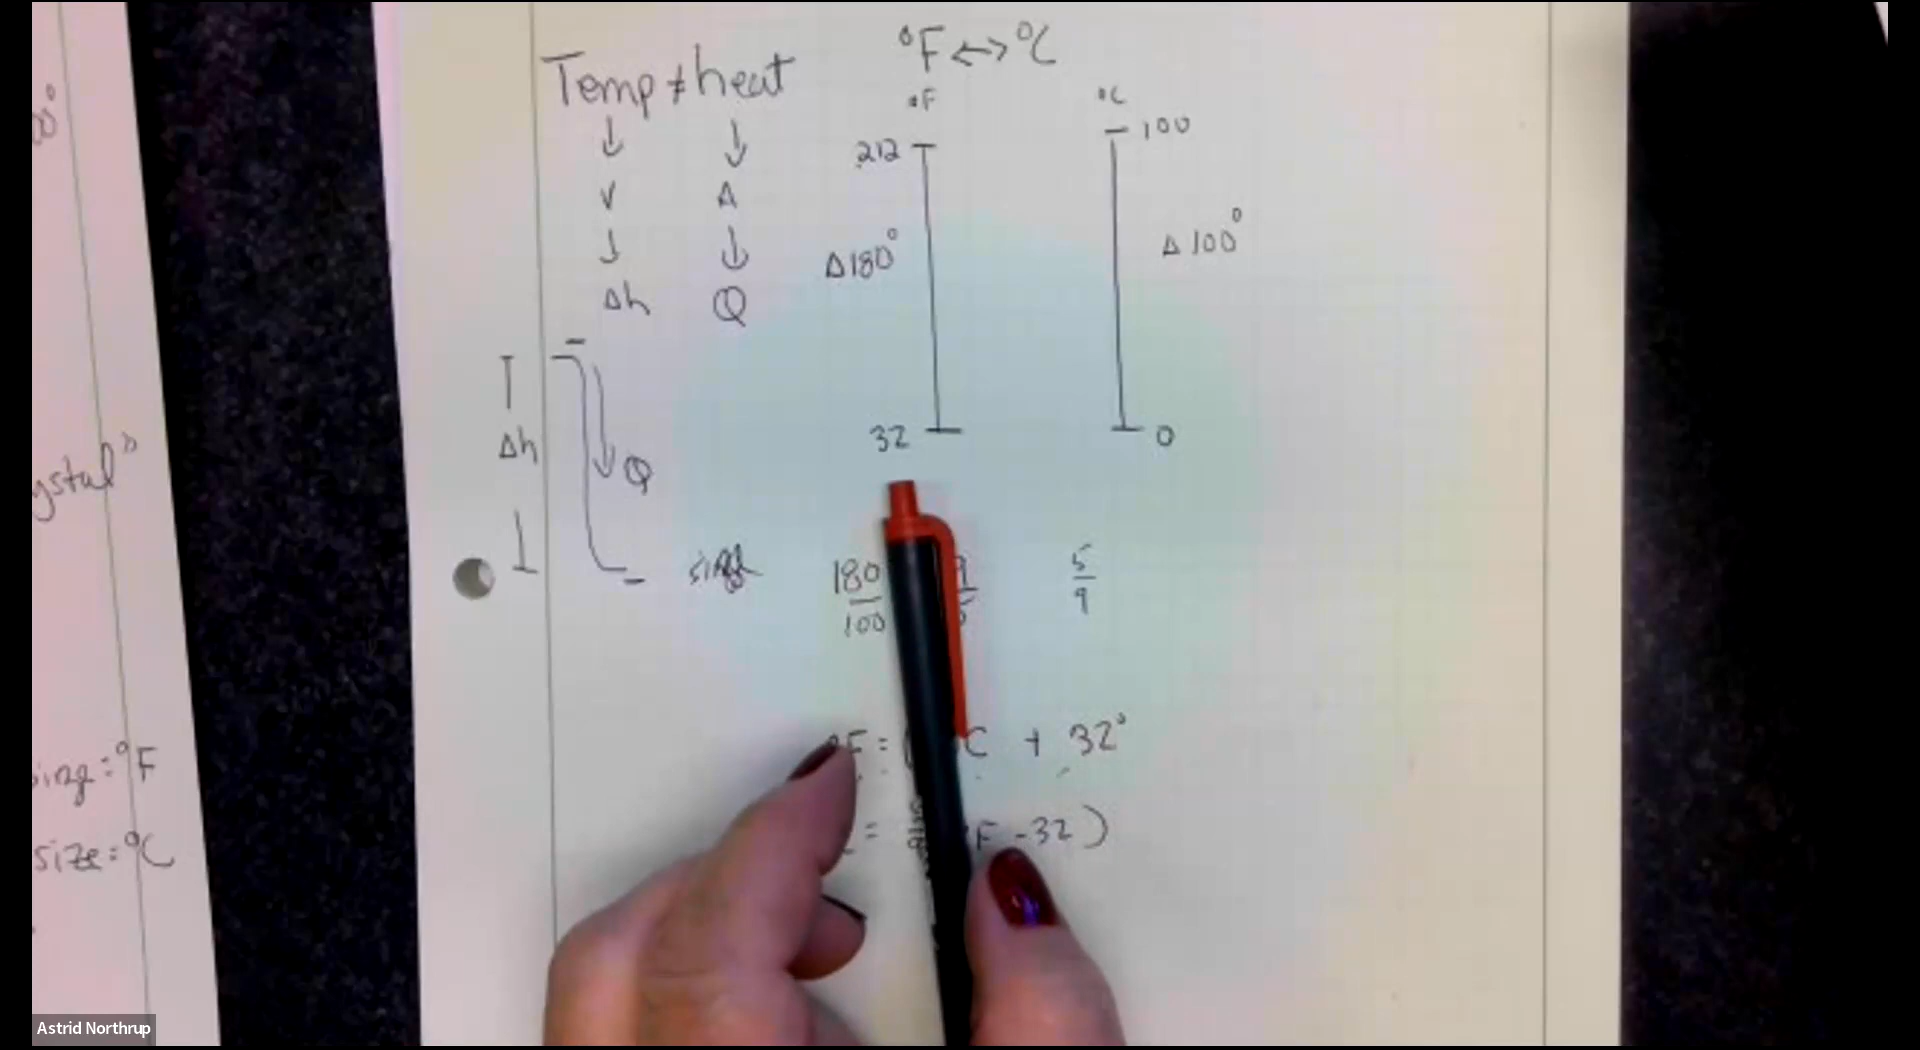 Temp ≠ heat
↓ ↓
V A
↓ ↓
Δh Q
Δh
Q
°F ↔ °C
°F °C
212
100
Δ180°
Δ100°
32
0
180
100
5
9
°F = C + 32°
= F - 32 )
ystal"
°F
size = °C
Astrid Northrup